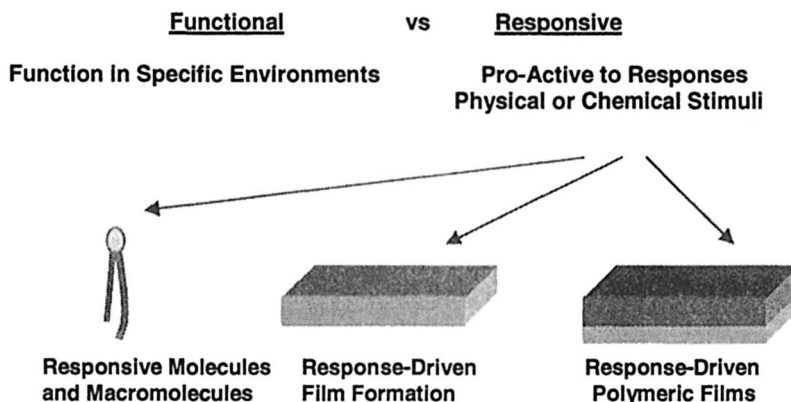 Functional vs Responsive
Function in Specific Environments
Pro-Active to Responses
Physical or Chemical Stimuli
Responsive Molecules
and Macromolecules
Response-Driven
Film Formation
Response-Driven
Polymeric Films